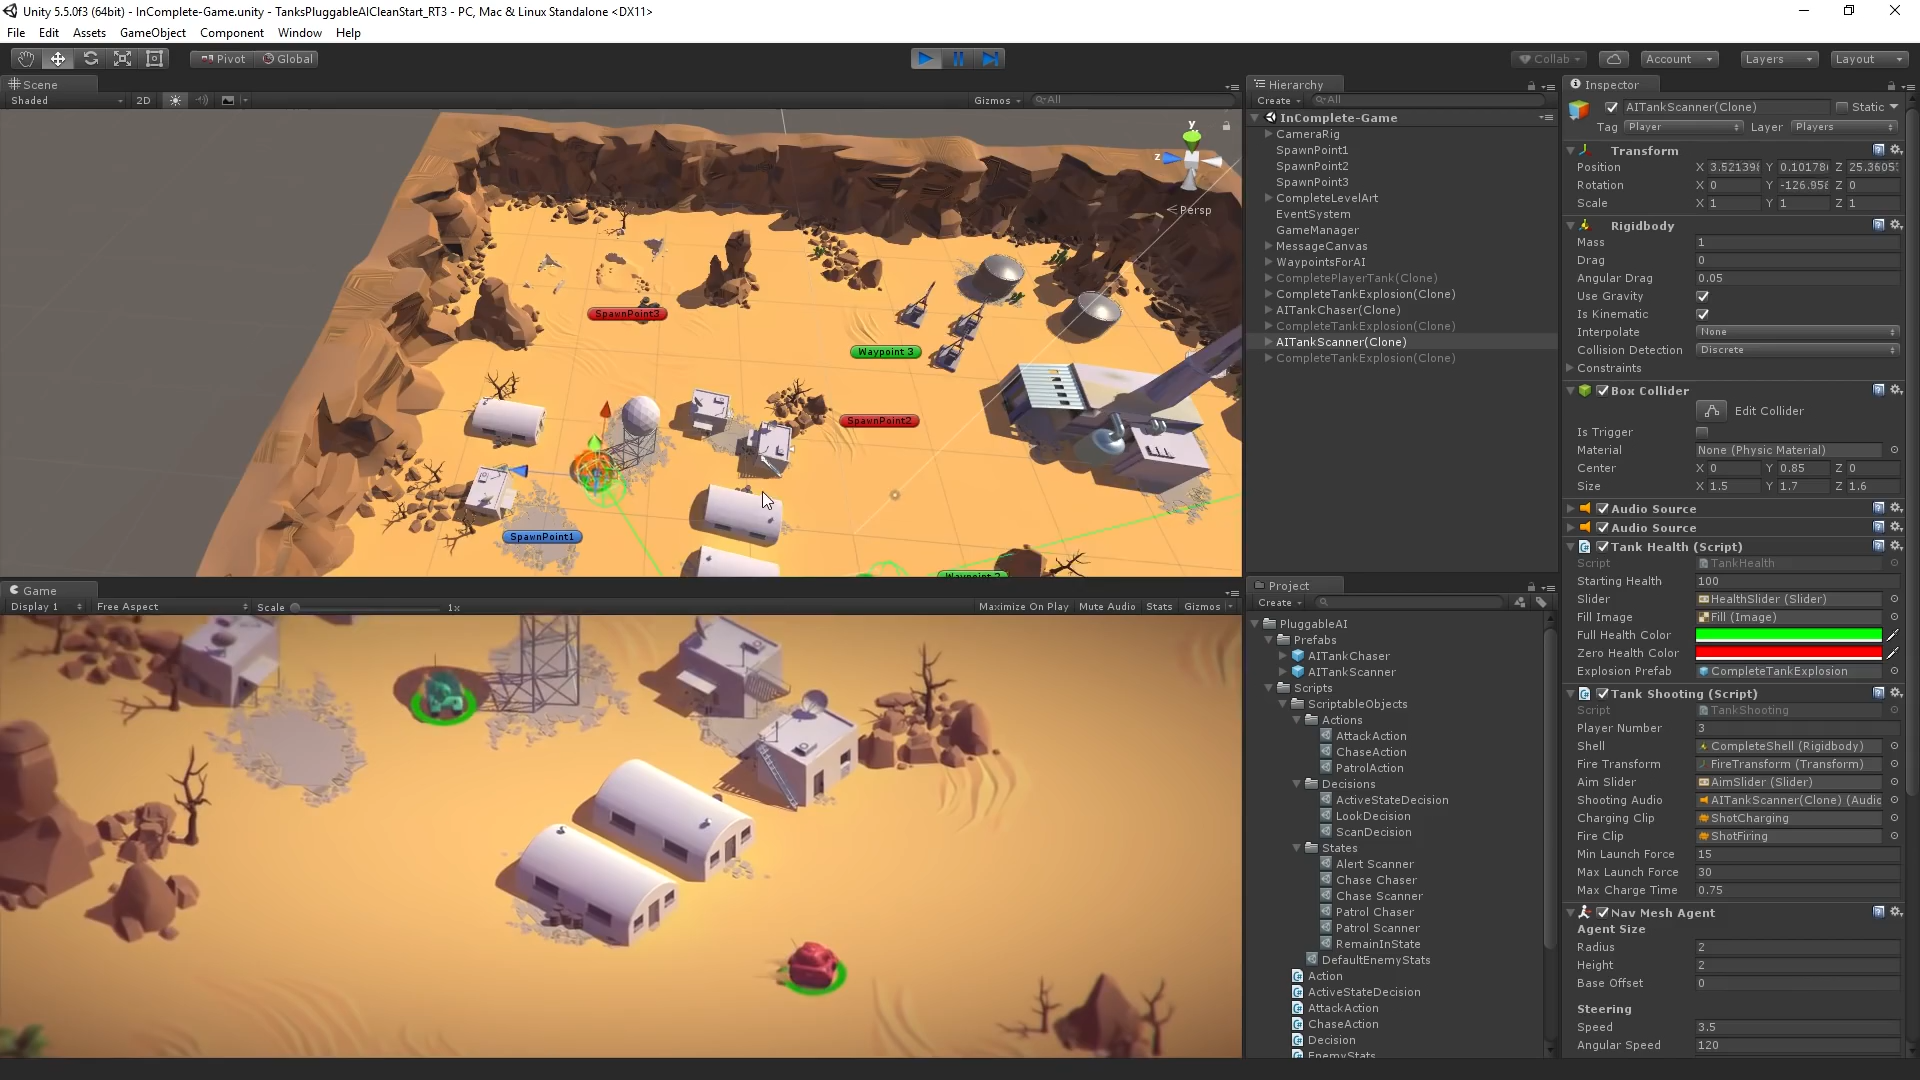 Unity 5.5.0f3 (64bit) - InComplete-Game.unity - TanksPluggableAICleanStart_RT3 - PC, Mac & Linux Standalone <DX11>
File Edit Assets GameObject Component Window Help
Pivot Global
Collab Account Layers Layout
Scene
Shaded 2D Gizmos All
y
z
Persp
SpawnPoint3
Waypoint 3
SpawnPoint2
SpawnPoint1
Waypoint 2
Game
Display 1 Free Aspect Scale 1x Maximize On Play Mute Audio Stats Gizmos
Hierarchy
Create All
InComplete-Game
CameraRig
SpawnPoint1
SpawnPoint2
SpawnPoint3
CompleteLevelArt
EventSystem
GameManager
MessageCanvas
WaypointsForAI
CompletePlayerTank(Clone)
CompleteTankExplosion(Clone)
AITankChaser(Clone)
CompleteTankExplosion(Clone)
AITankScanner(Clone)
CompleteTankExplosion(Clone)
Project
Create
PluggableAI
Prefabs
AITankChaser
AITankScanner
Scripts
ScriptableObjects
Actions
AttackAction
ChaseAction
PatrolAction
Decisions
ActiveStateDecision
LookDecision
ScanDecision
States
Alert Scanner
Chase Chaser
Chase Scanner
Patrol Chaser
Patrol Scanner
RemainInState
DefaultEnemyStats
Action
ActiveStateDecision
AttackAction
ChaseAction
Decision
EnemyStats
Inspector
AITankScanner(Clone) Static
Tag Player Layer Players
Transform
Position X 3.521398 Y 0.10178 Z 25.3605
Rotation X 0 Y -126.958 Z 0
Scale X 1 Y 1 Z 1
Rigidbody
Mass 1
Drag 0
Angular Drag 0.05
Use Gravity
Is Kinematic
Interpolate None
Collision Detection Discrete
Constraints
Box Collider
Edit Collider
Is Trigger
Material None (Physic Material)
Center X 0 Y 0.85 Z 0
Size X 1.5 Y 1.7 Z 1.6
Audio Source
Audio Source
Tank Health (Script)
Script TankHealth
Starting Health 100
Slider HealthSlider (Slider)
Fill Image Fill (Image)
Full Health Color
Zero Health Color
Explosion Prefab CompleteTankExplosion
Tank Shooting (Script)
Script TankShooting
Player Number 3
Shell CompleteShell (Rigidbody)
Fire Transform FireTransform (Transform)
Aim Slider AimSlider (Slider)
Shooting Audio AITankScanner(Clone) (Audio
Charging Clip ShotCharging
Fire Clip ShotFiring
Min Launch Force 15
Max Launch Force 30
Max Charge Time 0.75
Nav Mesh Agent
Agent Size
Radius 2
Height 2
Base Offset 0
Steering
Speed 3.5
Angular Speed 120